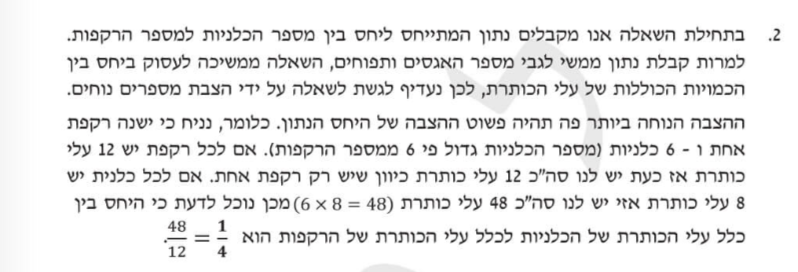 2. בתחילת השאלה אנו מקבלים נתון המתייחס ליחס בין מספר הכלניות למספר הרקפות.
למרות קבלת נתון ממשי לגבי מספר האגסים ותפוחים, השאלה ממשיכה לעסוק ביחס בין
הכמויות הכוללות של עלי הכותרת, לכן נעדיף לגשת לשאלה על ידי הצבת מספרים נוחים.
ההצבה הנוחה ביותר פה תהיה פשוט ההצבה של היחס הנתון. כלומר, נניח כי ישנה רקפת
אחת ו - 6 כלניות (מספר הכלניות גדול פי 6 ממספר הרקפות). אם לכל רקפת יש 12 עלי
כותרת אז כעת יש לנו סה"כ 12 עלי כותרת כיוון שיש רק רקפת אחת. אם לכל כלנית יש
8 עלי כותרת אזי יש לנו סה"כ 48 עלי כותרת (6 × 8 = 48) מכן נוכל לדעת כי היחס בין
כלל עלי הכותרת של הכלניות לכלל עלי הכותרת של הרקפות הוא 48/12 = 1/4.